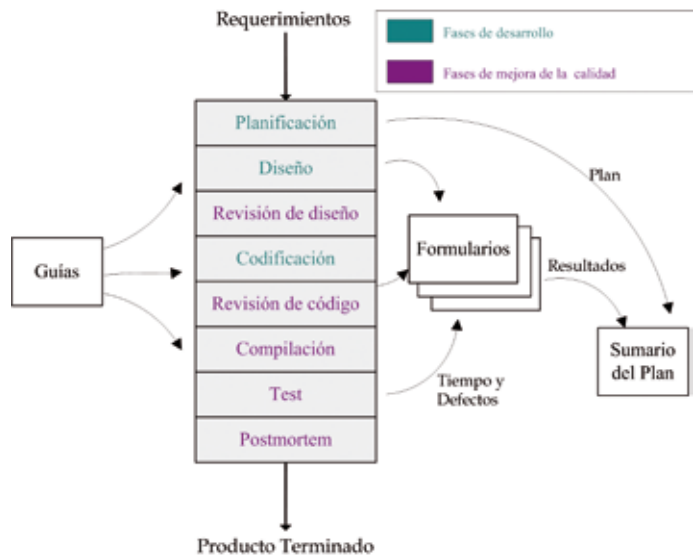 Requerimientos
Fases de desarrollo
Fases de mejora de la calidad
Planificación
Diseño
Revisión de diseño
Codificación
Revisión de código
Compilación
Test
Postmortem
Guías
Formularios
Plan
Resultados
Sumario
del Plan
Tiempo y
Defectos
Producto Terminado